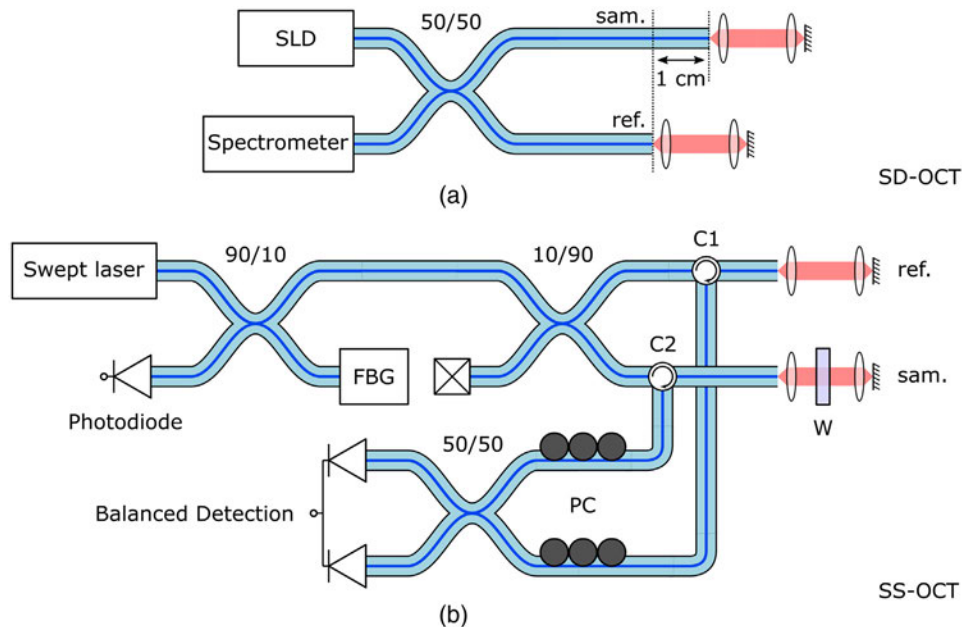 50/50
sam.
SLD
1 cm
ref.
Spectrometer
(a)
SD-OCT
90/10
10/90
C1
Swept laser
ref.
C2
FBG
sam.
Photodiode
W
50/50
PC
Balanced Detection
SS-OCT
(b)